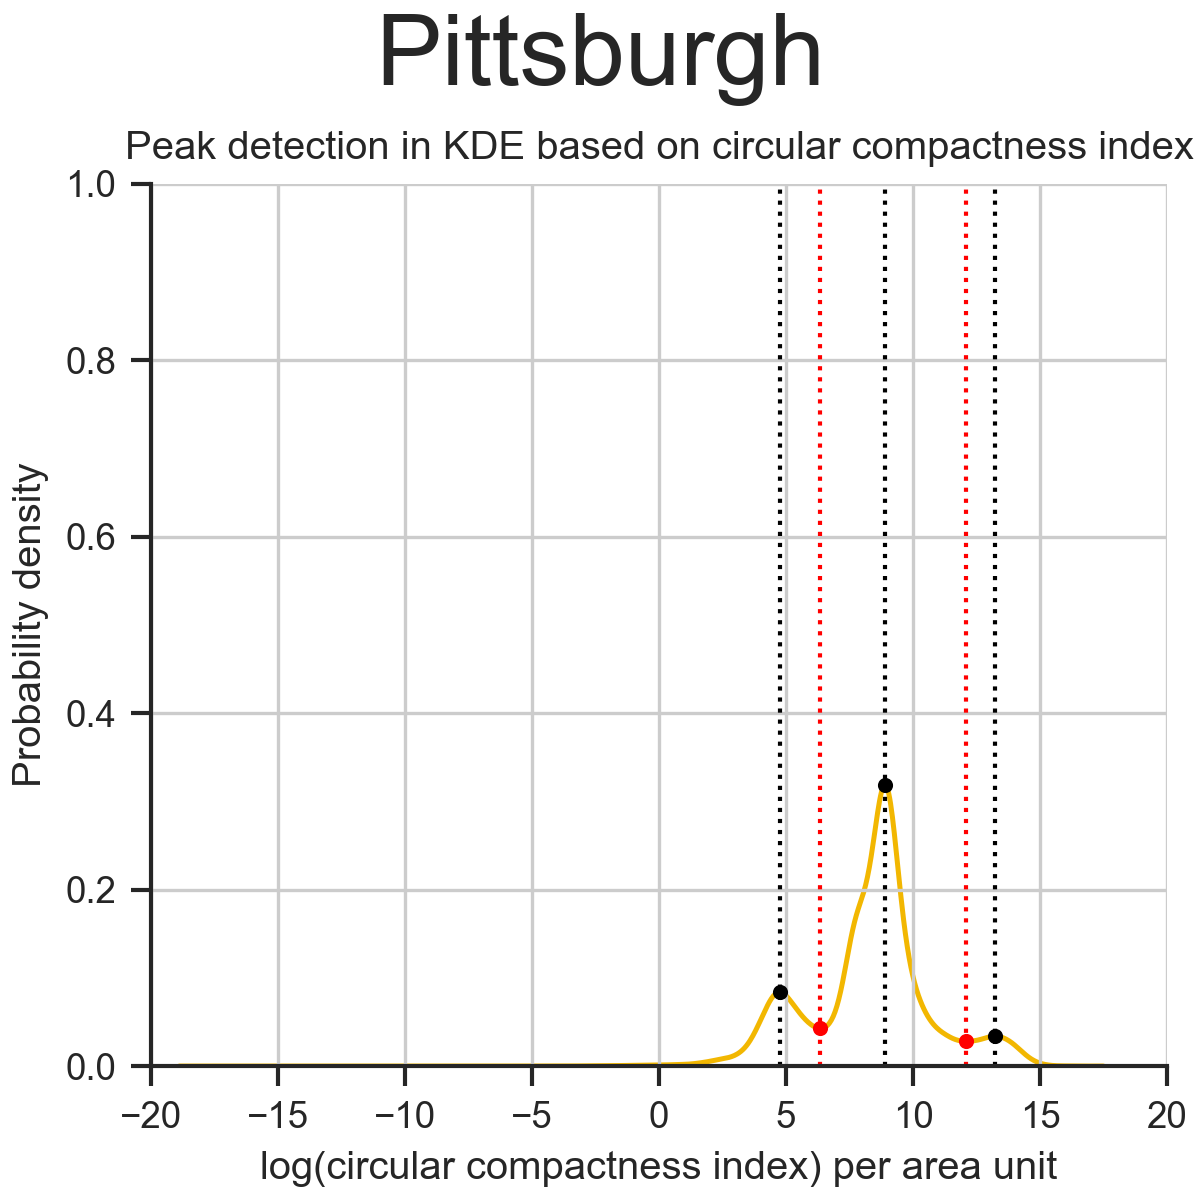 Pittsburgh
Peak detection in KDE based on circular compactness index
1.0
0.8
0.6
0.4
0.2
0.0
Probability density
−20 −15 −10 −5 0 5 10 15 20
log(circular compactness index) per area unit